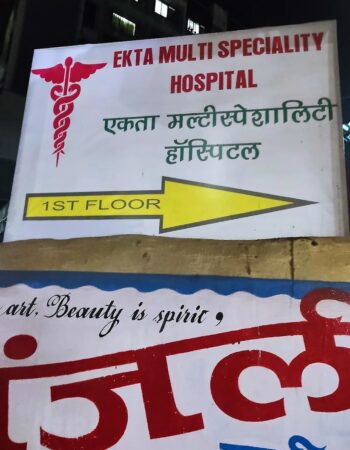 EKTA MULTI SPECIALITY
HOSPITAL
एकता मल्टीस्पेशालिटी
हॉस्पिटल
1ST FLOOR
art, Beauty is spirit,